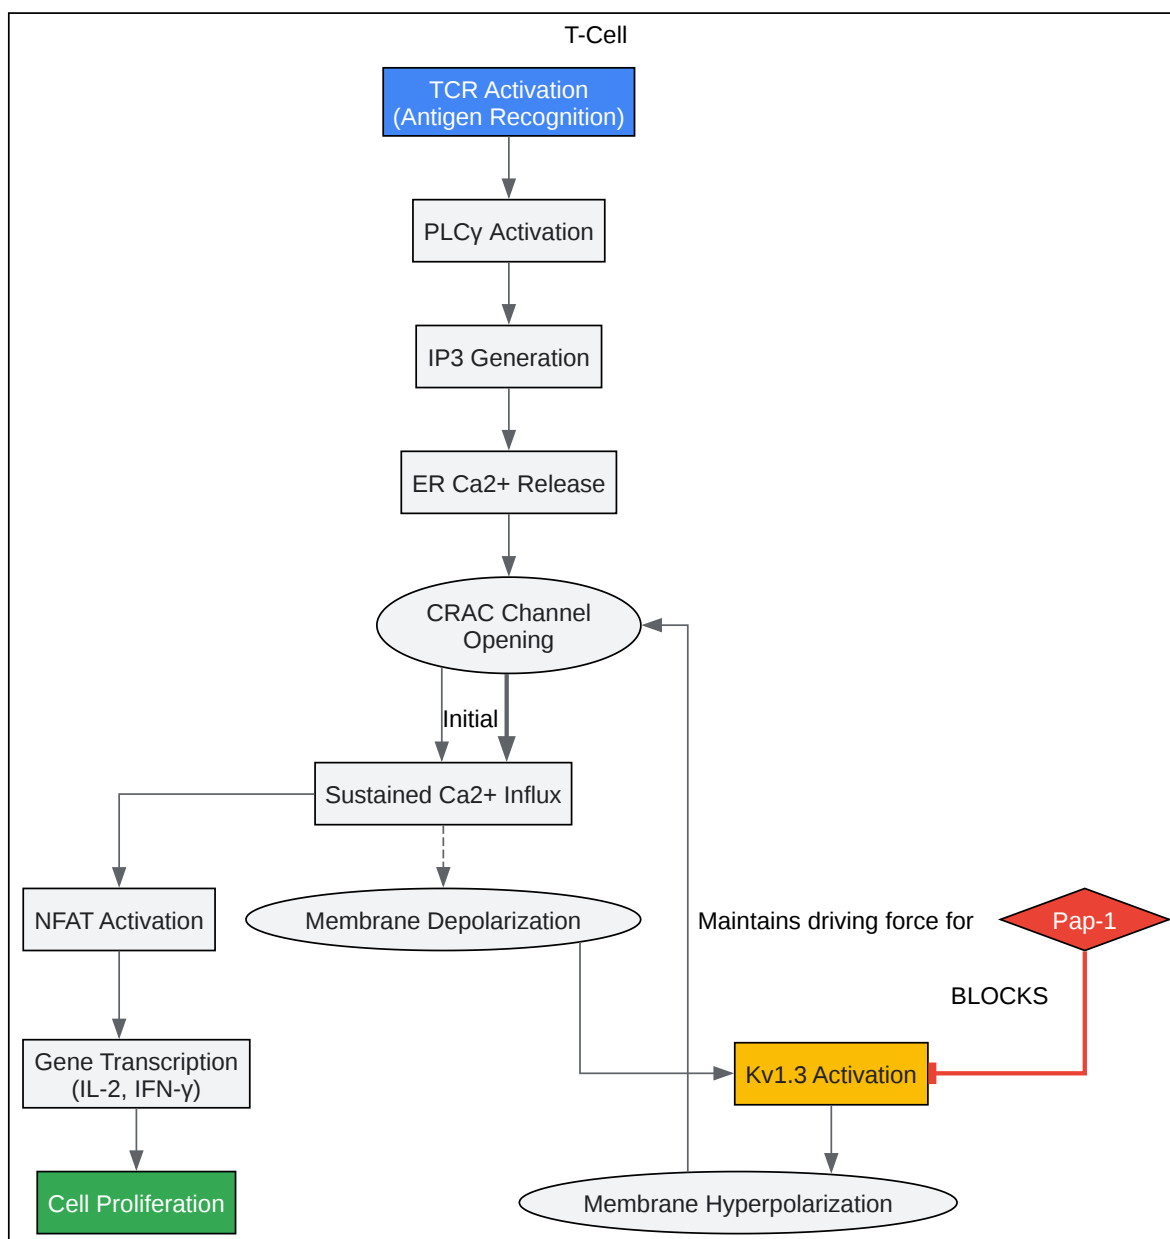 T-Cell
TCR Activation
(Antigen Recognition)
PLCγ Activation
IP3 Generation
ER Ca2+ Release
CRAC Channel
Opening
Initial
Sustained Ca2+ Influx
NFAT Activation
Membrane Depolarization
Maintains driving force for
Pap-1
BLOCKS
Gene Transcription
(IL-2, IFN-γ)
Kv1.3 Activation
Cell Proliferation
Membrane Hyperpolarization